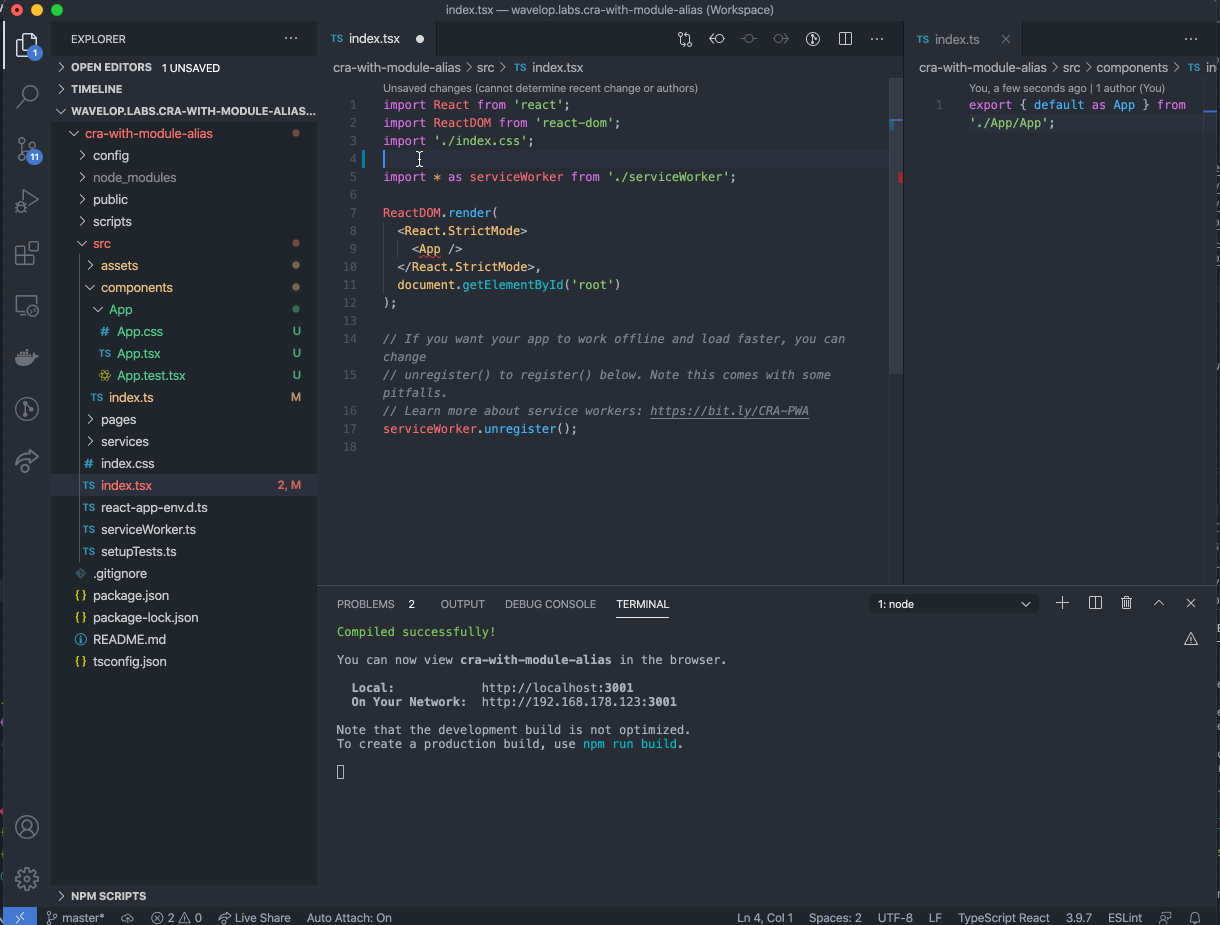 index.tsx — wavelop.labs.cra-with-module-alias (Workspace)
1
11
EXPLORER
OPEN EDITORS 1 UNSAVED
TIMELINE
WAVELOP.LABS.CRA-WITH-MODULE-ALIAS...
cra-with-module-alias
config
node_modules
public
scripts
src
assets
components
App
# App.css U
TS App.tsx U
App.test.tsx U
TS index.ts M
pages
services
# index.css
TS index.tsx 2, M
TS react-app-env.d.ts
TS serviceWorker.ts
TS setupTests.ts
.gitignore
{} package.json
{} package-lock.json
README.md
{} tsconfig.json
NPM SCRIPTS
TS index.tsx
cra-with-module-alias > src > TS index.tsx
Unsaved changes (cannot determine recent change or authors)
1 import React from 'react';
2 import ReactDOM from 'react-dom';
3 import './index.css';
4
5 import * as serviceWorker from './serviceWorker';
6
7 ReactDOM.render(
8 <React.StrictMode>
9 <App />
10 </React.StrictMode>,
11 document.getElementById('root')
12 );
13
14 // If you want your app to work offline and load faster, you can
change
15 // unregister() to register() below. Note this comes with some
pitfalls.
16 // Learn more about service workers: https://bit.ly/CRA-PWA
17 serviceWorker.unregister();
18
TS index.ts
cra-with-module-alias > src > components > TS in
You, a few seconds ago | 1 author (You)
1 export { default as App } from
'./App/App';
PROBLEMS 2 OUTPUT DEBUG CONSOLE TERMINAL
1: node
Compiled successfully!
You can now view cra-with-module-alias in the browser.
Local: http://localhost:3001
On Your Network: http://192.168.178.123:3001
Note that the development build is not optimized.
To create a production build, use npm run build.
master* 2 0 Live Share Auto Attach: On
Ln 4, Col 1 Spaces: 2 UTF-8 LF TypeScript React 3.9.7 ESLint